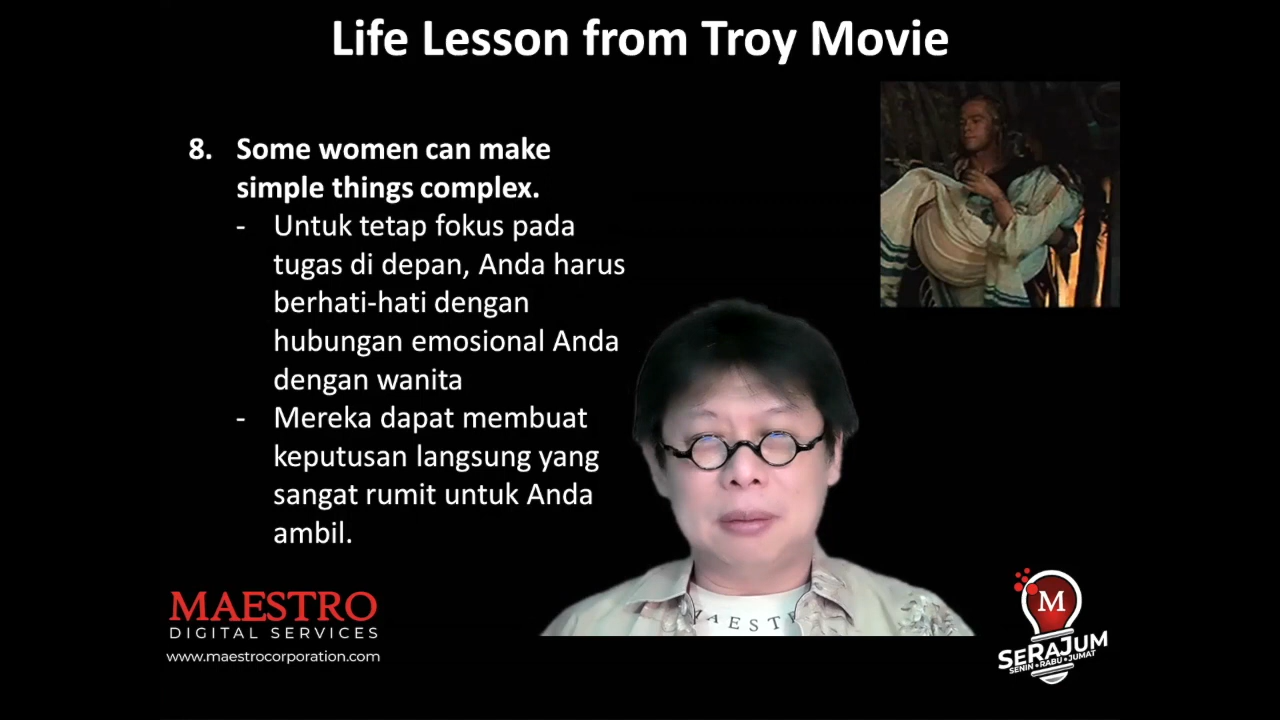 Life Lesson from Troy Movie
8. Some women can make
simple things complex.
- Untuk tetap fokus pada
tugas di depan, Anda harus
berhati-hati dengan
hubungan emosional Anda
dengan wanita
- Mereka dapat membuat
keputusan langsung yang
sangat rumit untuk Anda
ambil.
MAESTRO
DIGITAL SERVICES
www.maestrocorporation.com
MAESTR
M
SERAJUM
SENIN • RABU • JUMAT